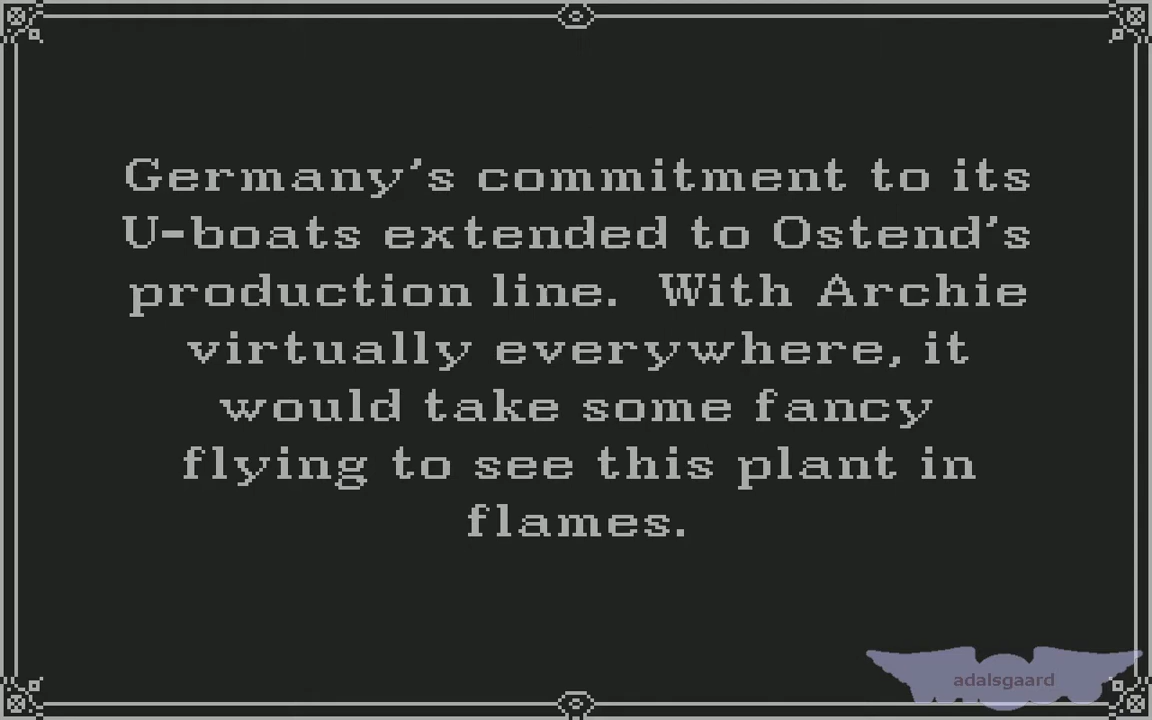 Germany's commitment to its
U-boats extended to Ostend's
production line.  With Archie
virtually everywhere, it
would take some fancy
flying to see this plant in
flames.
adalsgaard